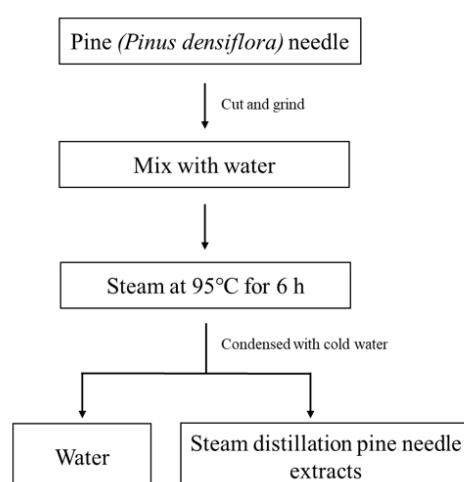 Pine (Pinus densiflora) needle
Cut and grind
Mix with water
Steam at 95℃ for 6 h
Condensed with cold water
Water
Steam distillation pine needle
extracts